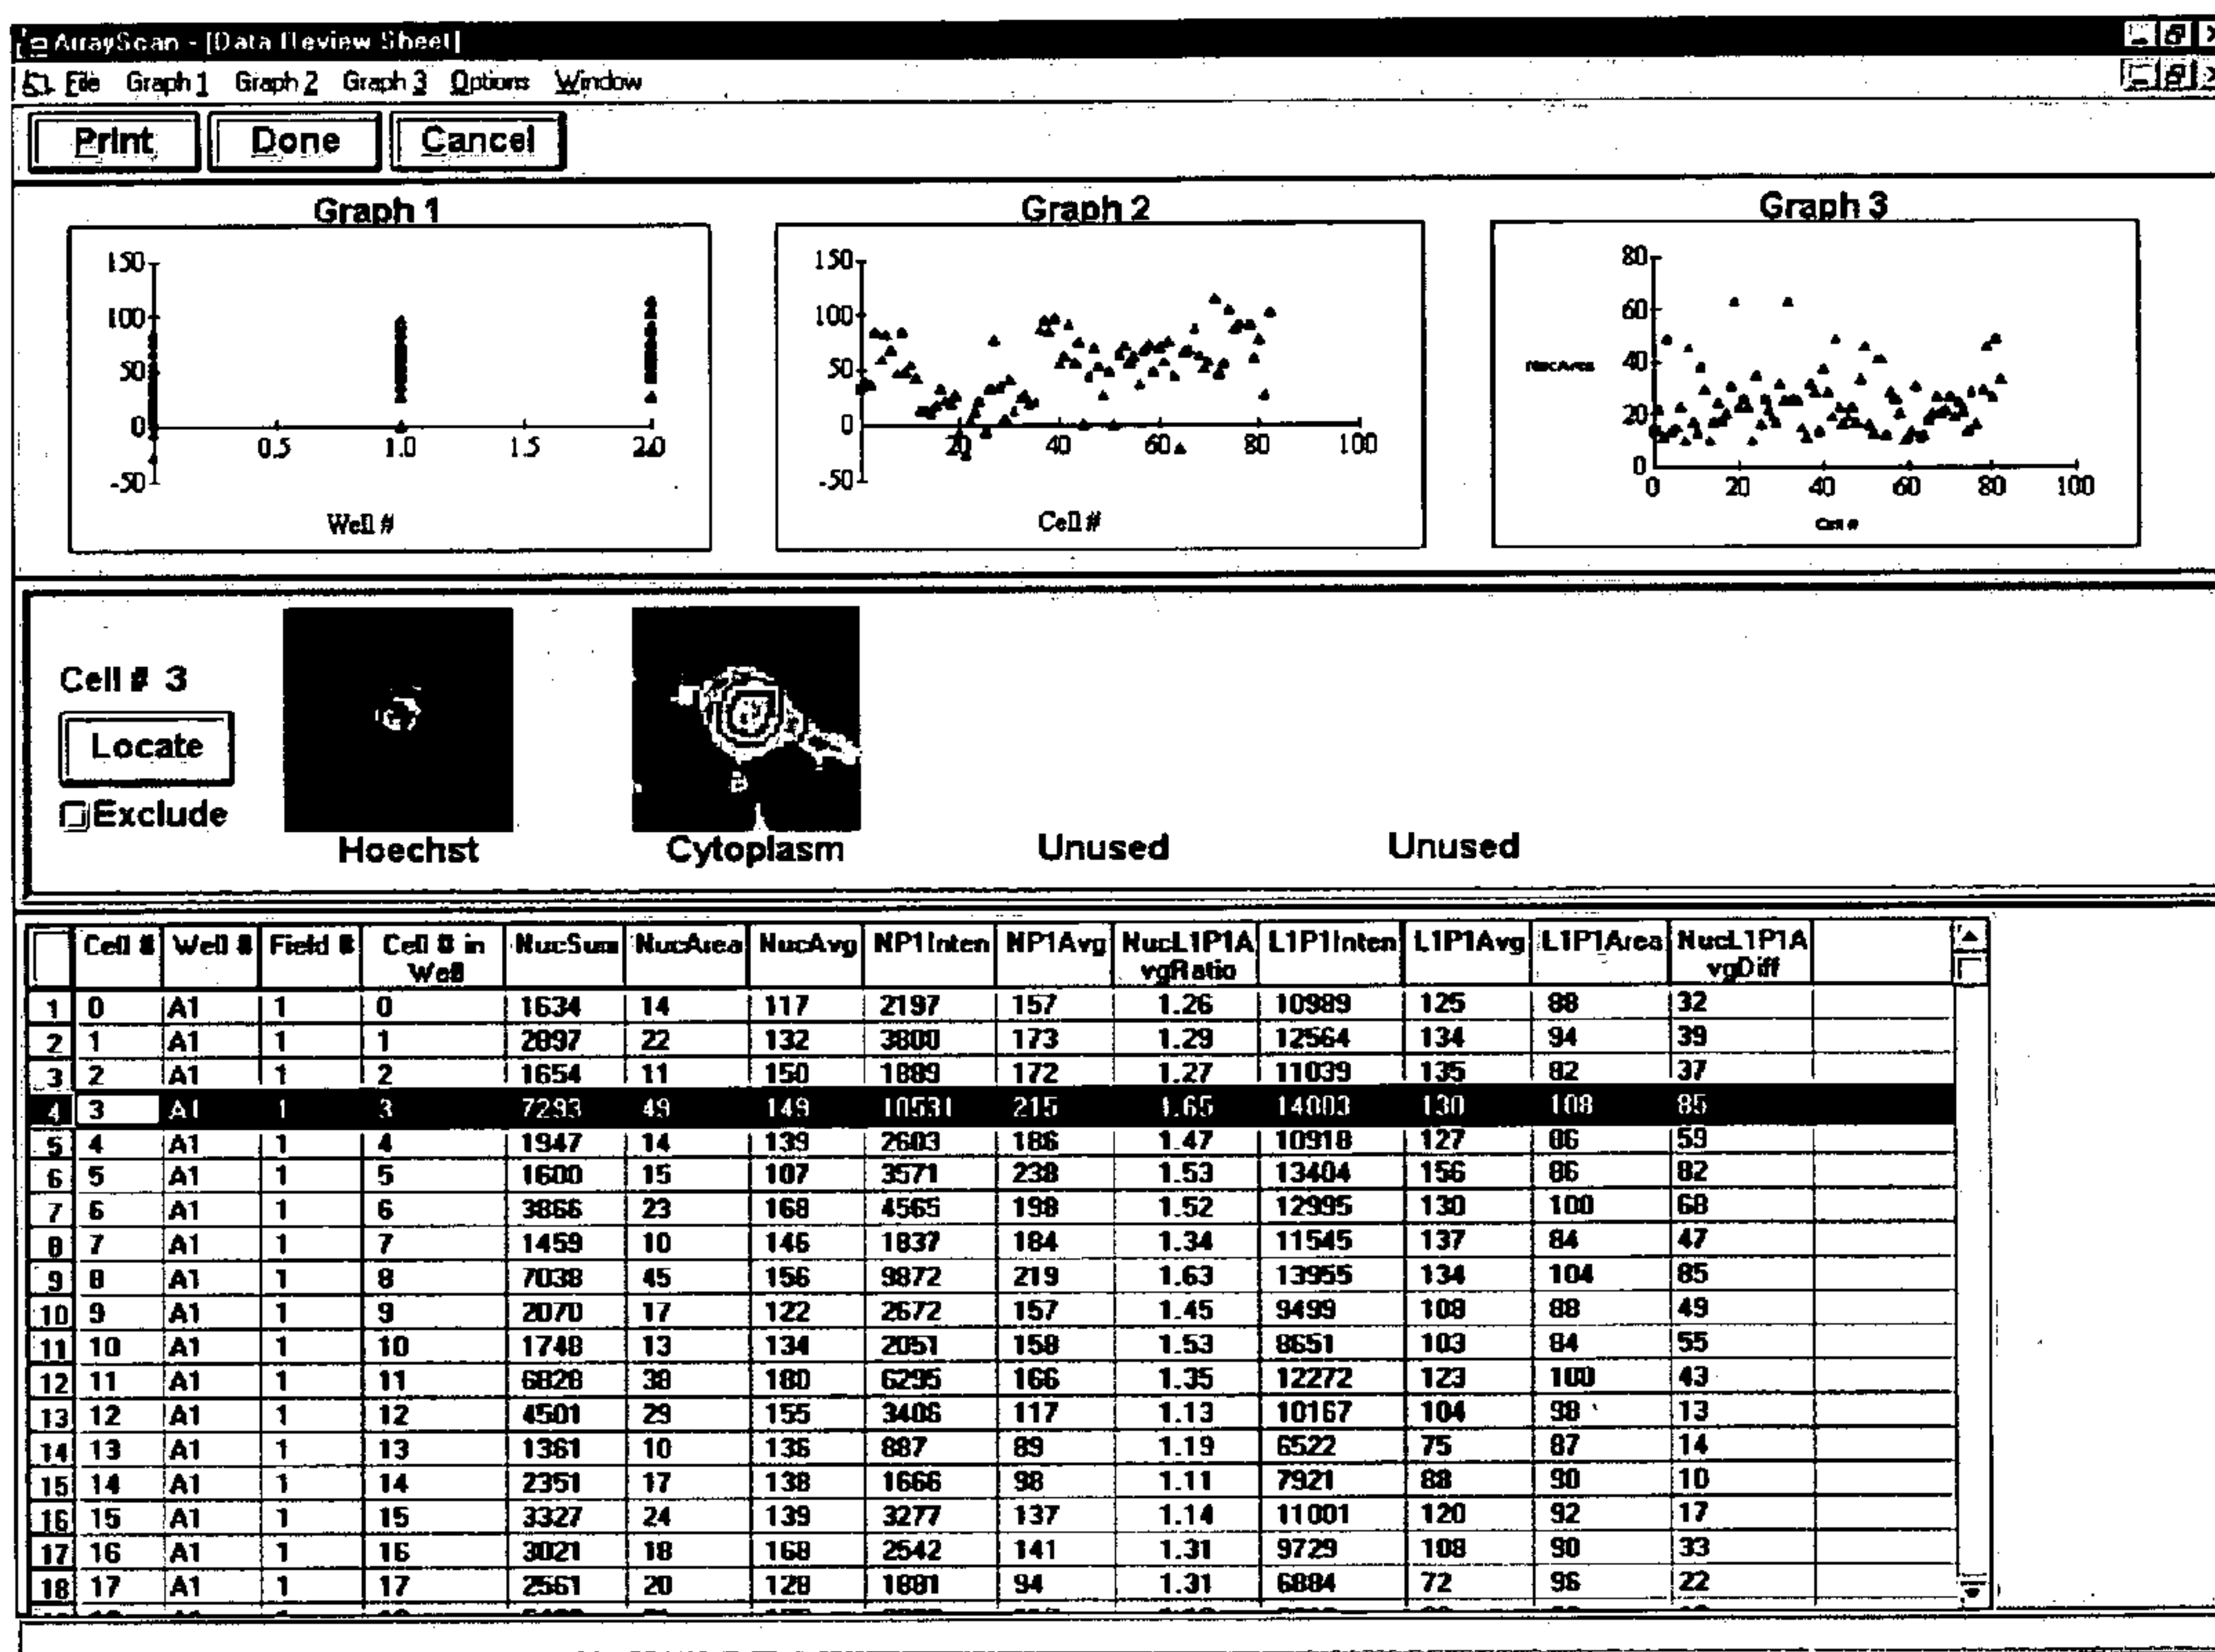 ArrayScan - [Data Review Sheet]
File Graph 1 Graph 2 Graph 3 Options Window
Print Done Cancel
Graph 1 Graph 2 Graph 3
150 100 50 0 -50
0.5 1.0 1.5 2.0
Well #
150 100 50 0 -50
20 40 60 80 100
Cell #
80 60 40 20 0
NucArea
0 20 40 60 80 100
Cell #
Cell # 3
Locate
Exclude
Hoechst Cytoplasm Unused Unused
Cell # Well # Field # Cell # in NucSum NucArea NucAvg NP1Inten NP1Avg NucL1P1A L1P1Inten L1P1Avg L1P1Area NucL1P1A
Well vgRatio vgDiff
1 0 A1 1 0 1634 14 117 2197 157 1.26 10989 125 88 32
2 1 A1 1 1 2897 22 132 3800 173 1.29 12564 134 94 39
3 2 A1 1 2 1654 11 150 1889 172 1.27 11039 135 82 37
4 3 A1 1 3 7293 49 149 10531 215 1.65 14003 130 108 85
5 4 A1 1 4 1947 14 139 2603 186 1.47 10918 127 86 59
6 5 A1 1 5 1600 15 107 3571 238 1.53 13404 156 86 82
7 6 A1 1 6 3866 23 168 4565 198 1.52 12995 130 100 68
8 7 A1 1 7 1459 10 146 1837 184 1.34 11545 137 84 47
9 8 A1 1 8 7038 45 156 9872 219 1.63 13955 134 104 85
10 9 A1 1 9 2070 17 122 2672 157 1.45 9499 108 88 49
11 10 A1 1 10 1748 13 134 2051 158 1.53 8651 103 84 55
12 11 A1 1 11 6828 38 180 6295 166 1.35 12272 123 100 43
13 12 A1 1 12 4501 29 155 3406 117 1.13 10167 104 98 13
14 13 A1 1 13 1361 10 136 887 89 1.19 6522 75 87 14
15 14 A1 1 14 2351 17 138 1666 98 1.11 7921 88 90 10
16 15 A1 1 15 3327 24 139 3277 137 1.14 11001 120 92 17
17 16 A1 1 16 3021 18 168 2542 141 1.31 9729 108 90 33
18 17 A1 1 17 2561 20 128 1881 94 1.31 6884 72 96 22